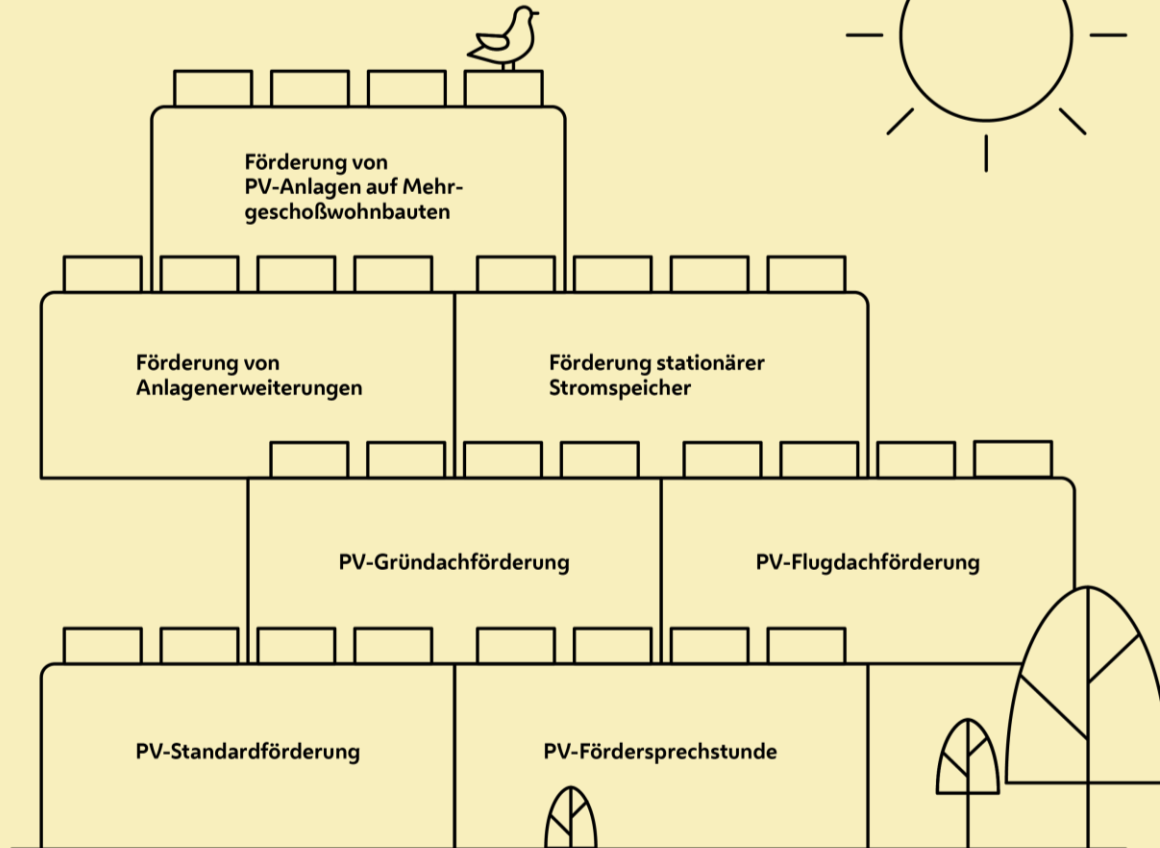 Förderung von
PV-Anlagen auf Mehr-
geschoßwohnbauten
Förderung von
Anlagenerweiterungen
Förderung stationärer
Stromspeicher
PV-Gründachförderung
PV-Flugdachförderung
PV-Standardförderung
PV-Fördersprechstunde